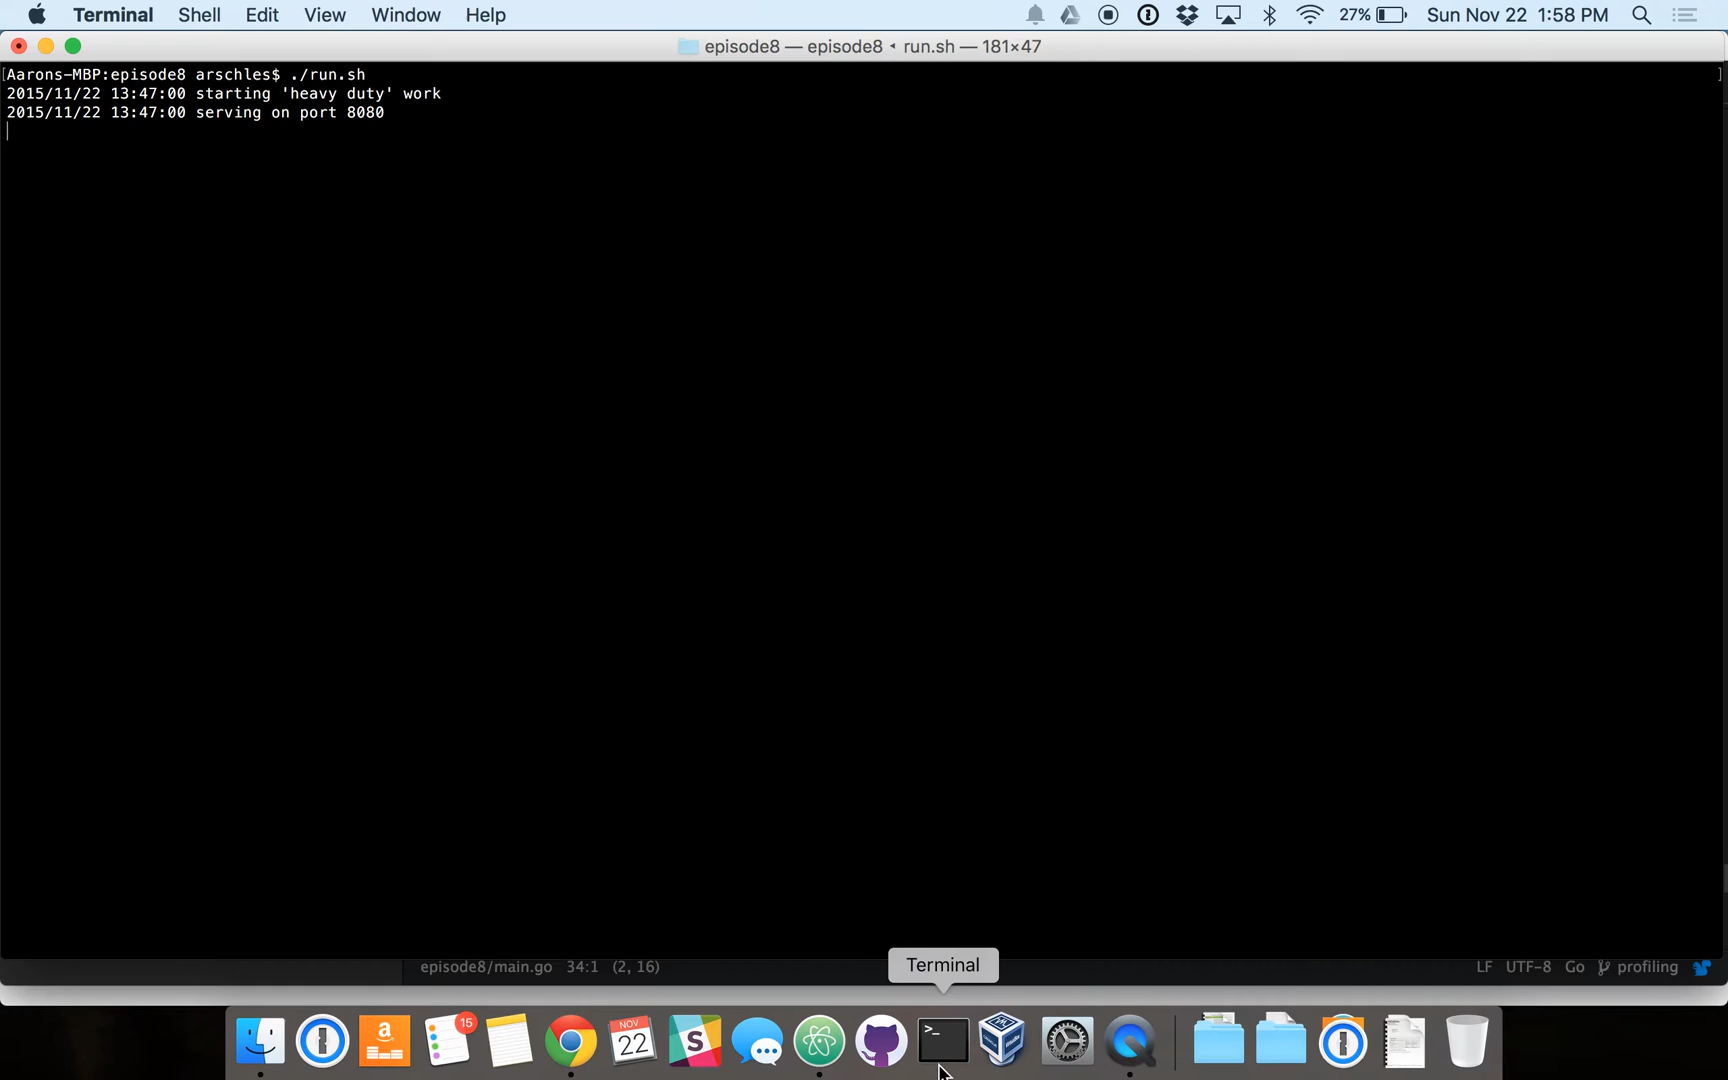 Terminal Shell Edit View Window Help 27% Sun Nov 22 1:58 PM
episode8 — episode8 ◂ run.sh — 181×47
[Aarons-MBP:episode8 arschles$ ./run.sh ]
2015/11/22 13:47:00 starting 'heavy duty' work
2015/11/22 13:47:00 serving on port 8080
episode8/main.go 34:1 (2, 16) LF UTF-8 Go profiling
Terminal
15
NOV
22
a
S
>_